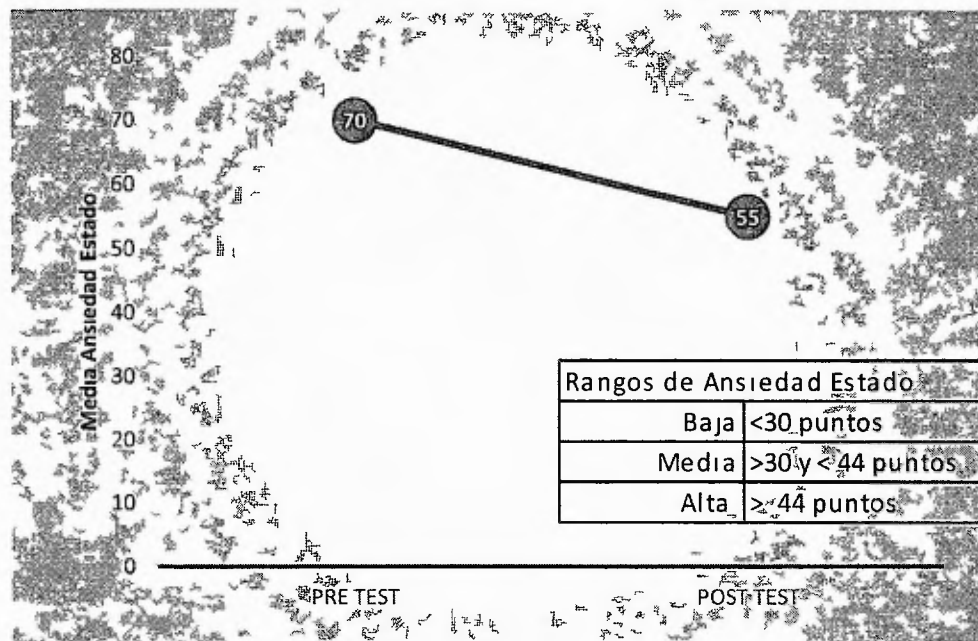 80
70
60
50
40
30
20
10
0
Media Ansiedad Estado
70
55
Rangos de Ansiedad Estado
Baja <30 puntos
Media >30 y < 44 puntos
Alta > 44 puntos
PRE TEST POST TEST